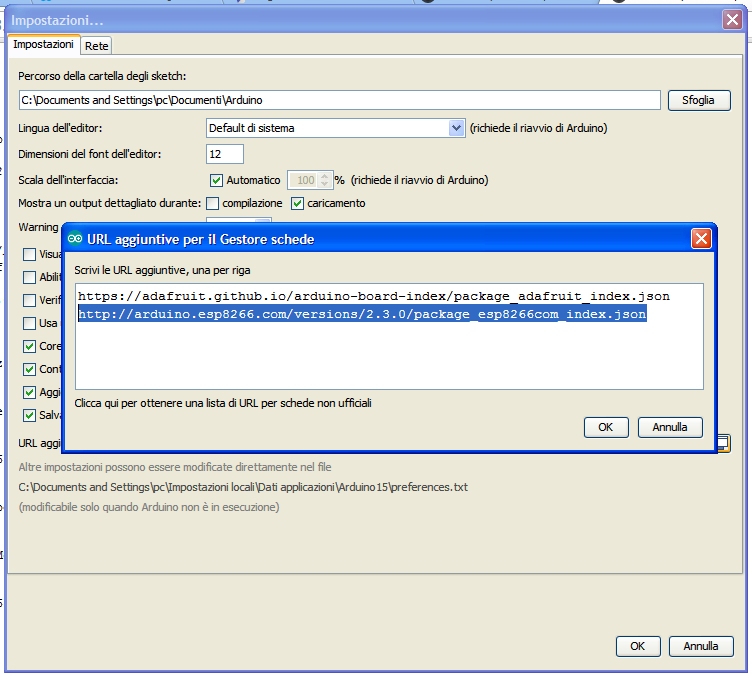 Impostazioni...
Impostazioni Rete
Percorso della cartella degli sketch:
C:\Documents and Settings\pc\Documenti\Arduino Sfoglia
Lingua dell'editor: Default di sistema (richiede il riavvio di Arduino)
Dimensioni del font dell'editor: 12
Scala dell'interfaccia: Automatico 100 % (richiede il riavvio di Arduino)
Mostra un output dettagliato durante: compilazione caricamento
Warning
URL aggiuntive per il Gestore schede
Scrivi le URL aggiuntive, una per riga
https://adafruit.github.io/arduino-board-index/package_adafruit_index.json
http://arduino.esp8266.com/versions/2.3.0/package_esp8266com_index.json
Clicca qui per ottenere una lista di URL per schede non ufficiali
OK Annulla
Visua
Abilit
Verif
Usa
Core
Cont
Aggi
Salva
URL aggi
Altre impostazioni possono essere modificate direttamente nel file
C:\Documents and Settings\pc\Impostazioni locali\Dati applicazioni\Arduino15\preferences.txt
(modificabile solo quando Arduino non è in esecuzione)
OK Annulla